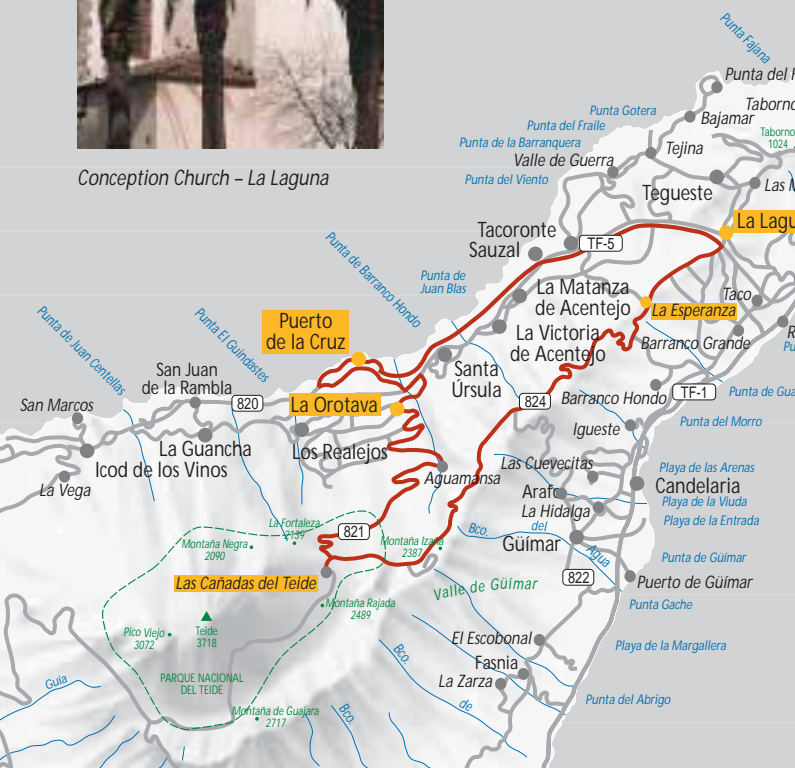 Conception Church – La Laguna
Punta Fajana
Punta del
Taborno
Taborno
1024
Punta Gotera
Bajamar
Punta del Fraile
Punta de la Barranquera
Tejina
Valle de Guerra
Punta del Viento
Tegueste
Las
La Lagu
Tacoronte
Sauzal
TF-5
Punta de Barranco Hondo
Punta de
Juan Blas
La Matanza
de Acentejo
Taco
La Esperanza
Punta de Juan Centellas
Punta El Guindastes
Puerto
de la Cruz
La Victoria
de Acentejo
Barranco Grande
San Juan
de la Rambla
Santa
Úrsula
San Marcos
820
La Orotava
824
Barranco Hondo
TF-1
Punta de Gua
Punta del Morro
Igueste
La Guancha
Los Realejos
Icod de los Vinos
La Vega
Aguamansa
Las Cuevecitas
Playa de las Arenas
Candelaria
Arafo
La Hidalga
Playa de la Viuda
Playa de la Entrada
La Fortaleza
2139
821
Bco.
del
Agua
Güímar
Montaña Negra
2090
Montaña Izaña
2387
Punta de Güímar
Las Cañadas del Teide
Valle de Güímar
822
Puerto de Güímar
Montaña Rajada
2489
Punta Gache
Teide
3718
Pico Viejo
3072
El Escobonal
Playa de la Margallera
Bco.
Fasnia
PARQUE NACIONAL
DEL TEIDE
La Zarza
Guía
de
Punta del Abrigo
Montaña de Guajara
2717
Bco.